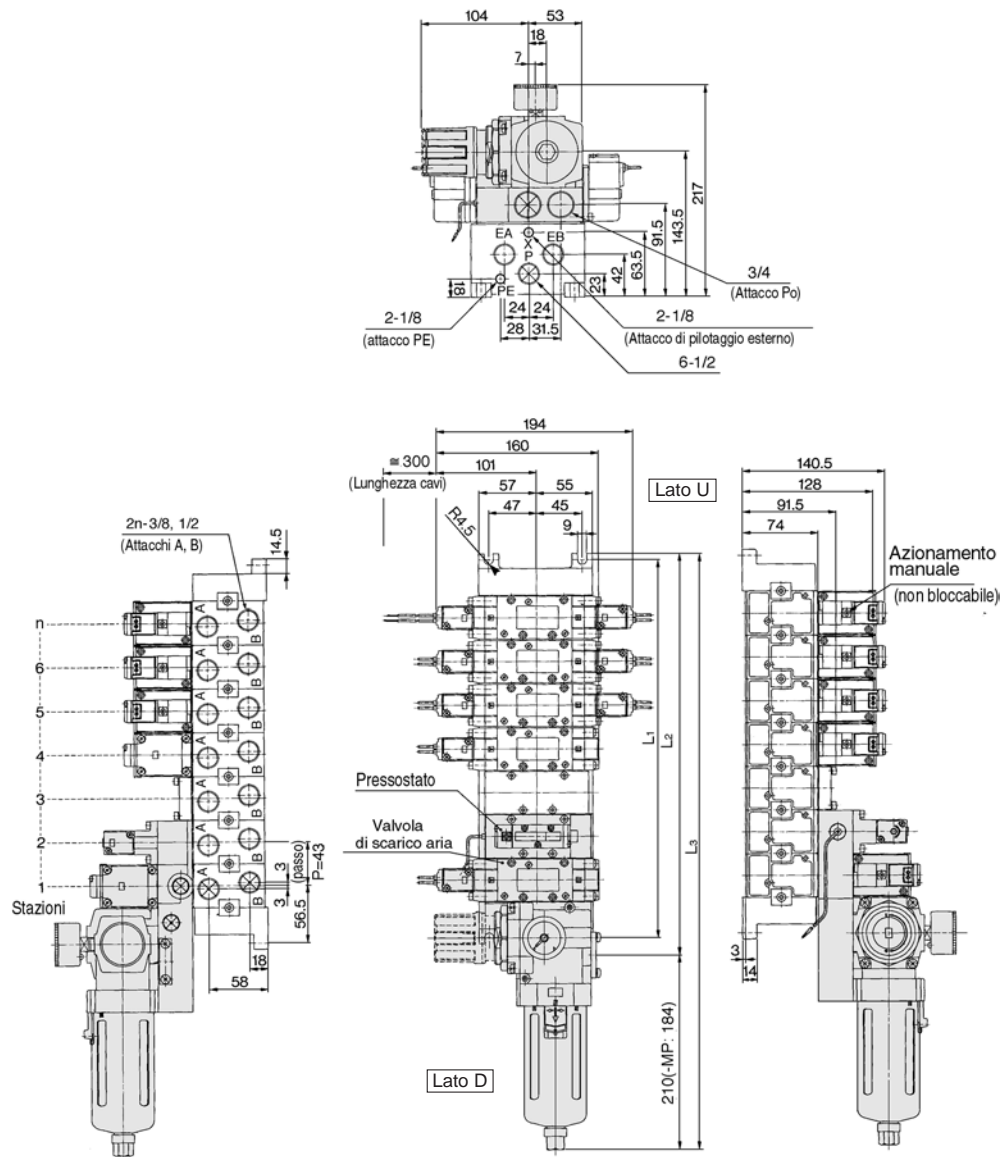 104
53
18
7
217
143.5
91.5
63.5
42
23
EA
EB
X
P
PE
18
24
24
28
31.5
3/4
(Attacco Po)
2-1/8
(attacco PE)
2-1/8
(Attacco di pilotaggio esterno)
6-1/2
194
160
≅ 300
101
(Lunghezza cavi)
57
55
47
45
9
R4.5
Lato U
140.5
128
91.5
74
Azionamento
manuale
(non bloccabile)
2n-3/8, 1/2
(Attacchi A, B)
14.5
n
6
5
4
3
2
1
Stazioni
A
B
A
B
A
B
A
B
A
B
A
B
A
B
3
3
(passo)
P=43
56.5
18
58
Pressostato
Valvola
di scarico aria
L1
L2
L3
210(-MP: 184)
Lato D
3
14